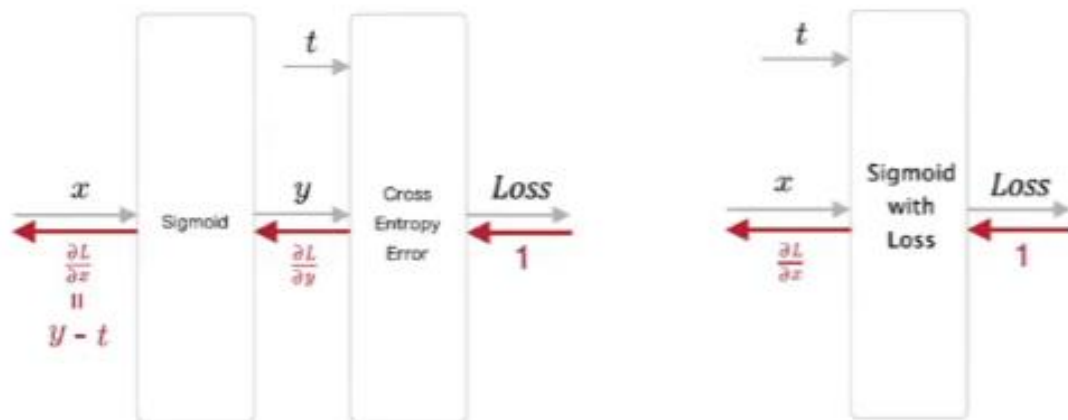 t
t
x
Sigmoid
y
Cross
Entropy
Error
Loss
x
Sigmoid
with
Loss
Loss
∂L
∂x
=
y - t
∂L
∂y
1
∂L
∂x
1